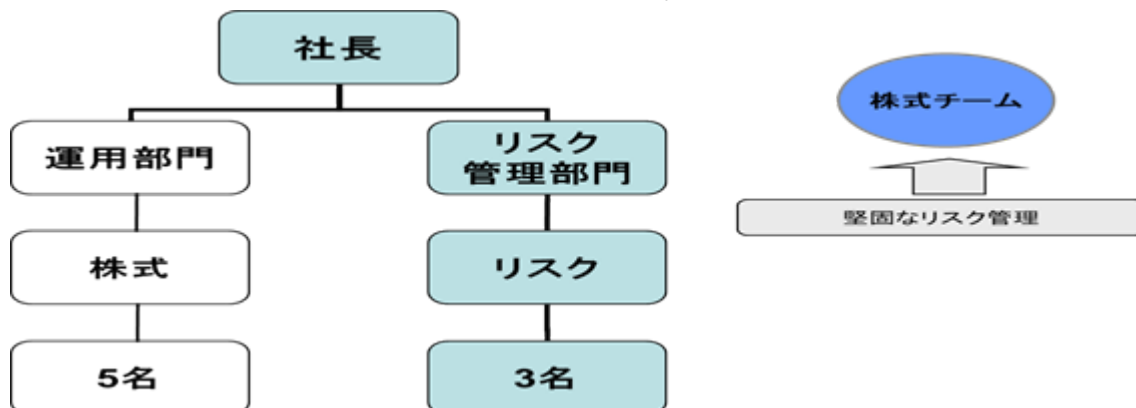 社長
運用部門
リスク
管理部門
株式
リスク
5名
3名
株式チーム
堅固なリスク管理